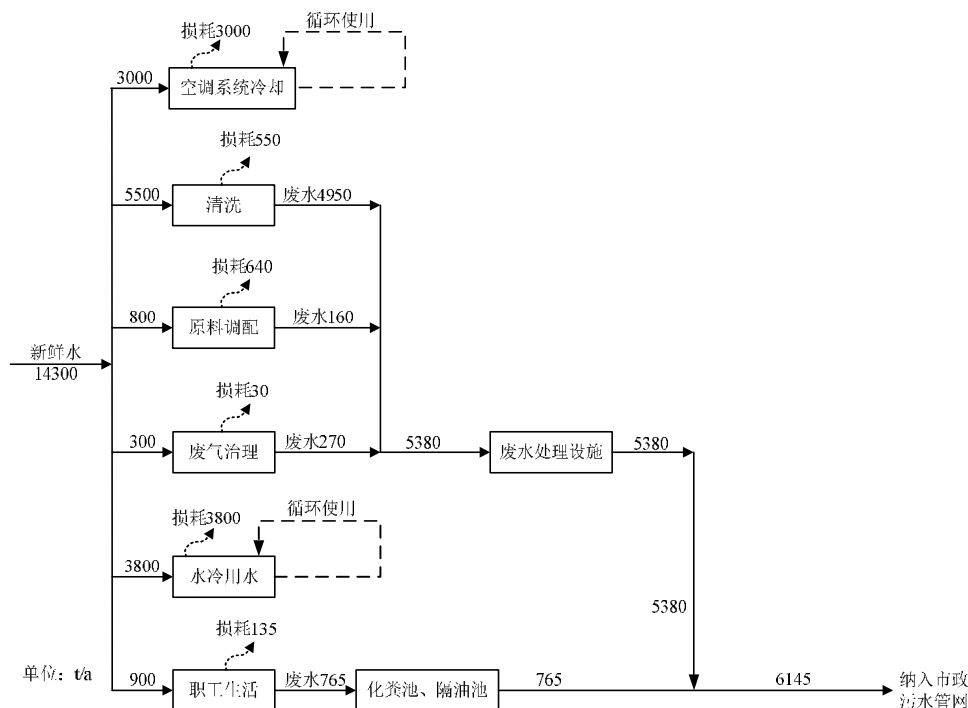 损耗3000
循环使用
3000
空调系统冷却
损耗550
5500
清洗
废水4950
损耗640
800
原料调配
废水160
新鲜水
14300
损耗30
300
废气治理
废水270
5380
废水处理设施
5380
损耗3800
循环使用
3800
水冷用水
5380
损耗135
单位：t/a
900
职工生活
废水765
化粪池、隔油池
765
6145
纳入市政
污水管网